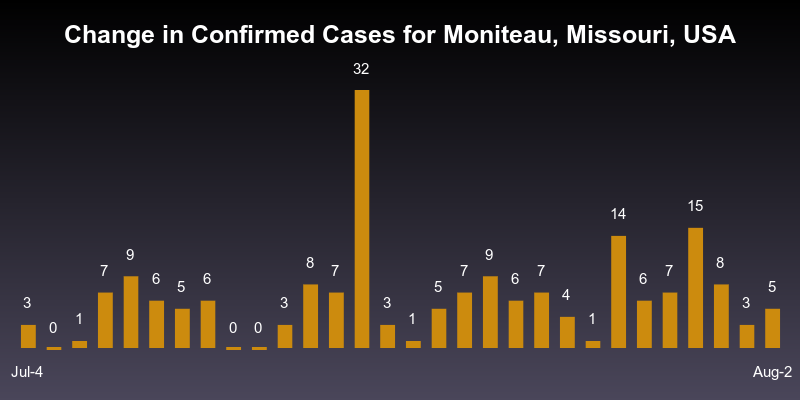 Change in Confirmed Cases for Moniteau, Missouri, USA
3 0 1 7 9 6 5 6 0 0 3 8 7 32 3 1 5 7 9 6 7 4 1 14 6 7 15 8 3 5
Jul-4 Aug-2